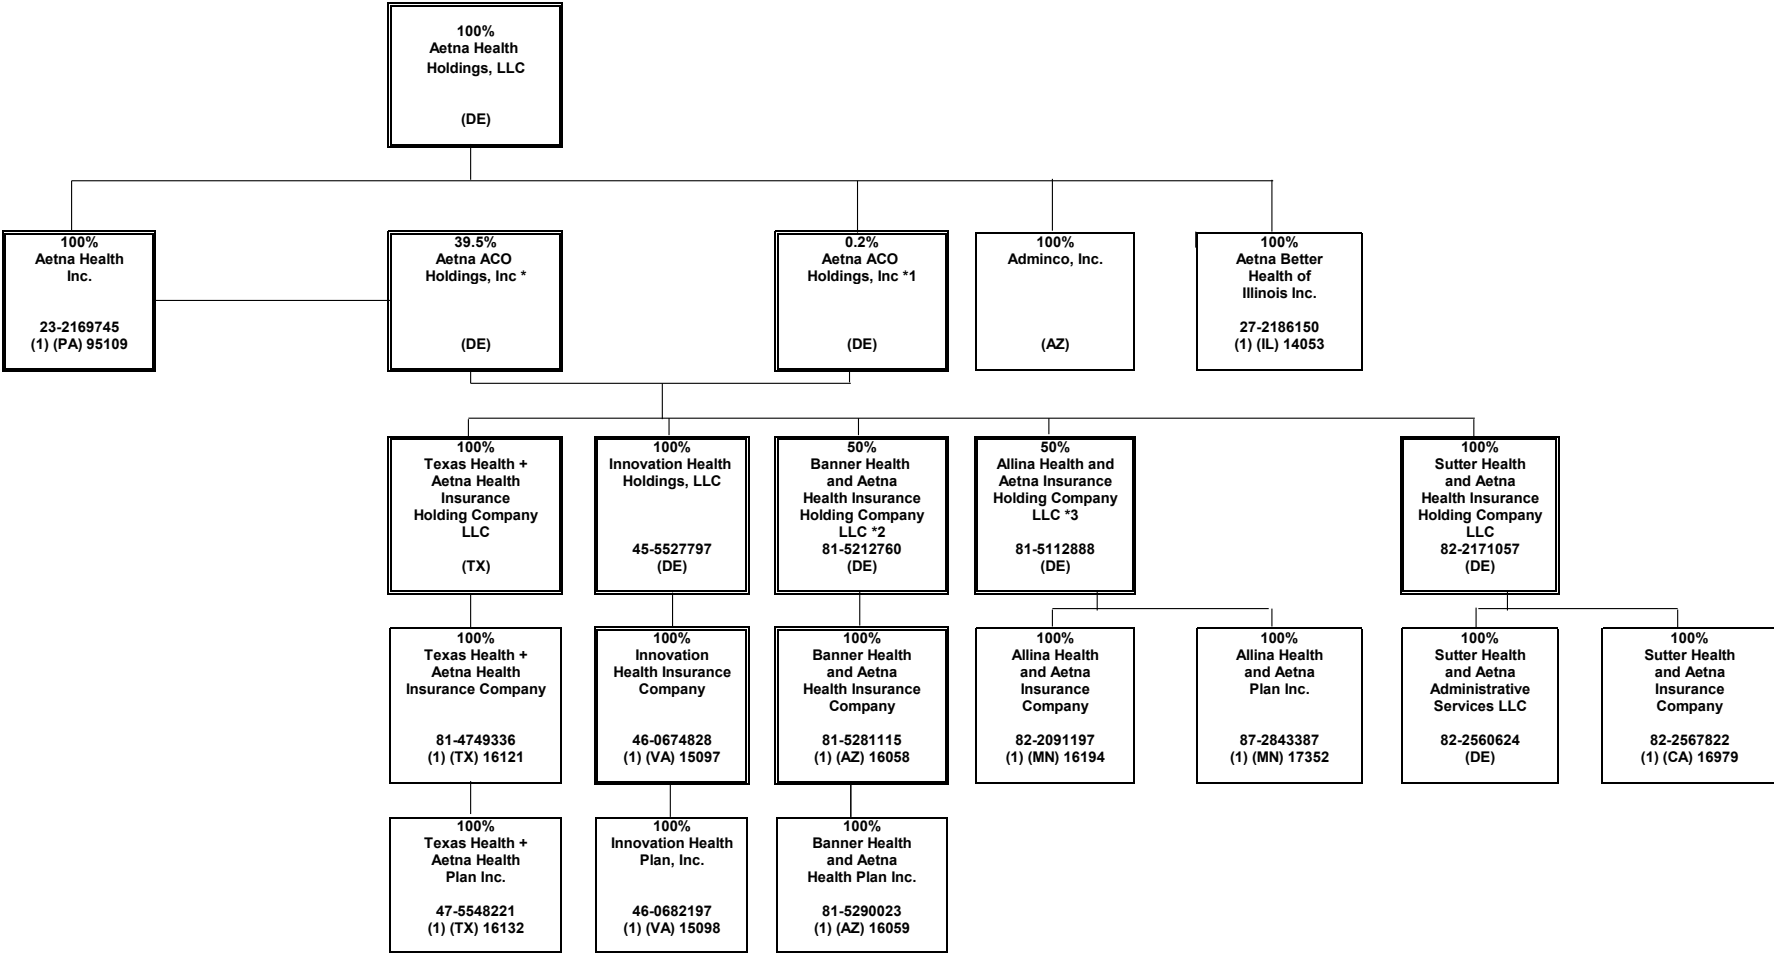 100%
Aetna Health
Holdings, LLC
(DE)
100%
Aetna Health
Inc.
23-2169745
(1) (PA) 95109
39.5%
Aetna ACO
Holdings, Inc *
(DE)
0.2%
Aetna ACO
Holdings, Inc *1
(DE)
100%
Adminco, Inc.
(AZ)
100%
Aetna Better
Health of
Illinois Inc.
27-2186150
(1) (IL) 14053
100%
Texas Health +
Aetna Health
Insurance
Holding Company
LLC
(TX)
100%
Innovation Health
Holdings, LLC
45-5527797
(DE)
50%
Banner Health
and Aetna
Health Insurance
Holding Company
LLC *2
81-5212760
(DE)
50%
Allina Health and
Aetna Insurance
Holding Company
LLC *3
81-5112888
(DE)
100%
Sutter Health
and Aetna
Health Insurance
Holding Company
LLC
82-2171057
(DE)
100%
Texas Health +
Aetna Health
Insurance Company
81-4749336
(1) (TX) 16121
100%
Innovation
Health Insurance
Company
46-0674828
(1) (VA) 15097
100%
Banner Health
and Aetna
Health Insurance
Company
81-5281115
(1) (AZ) 16058
100%
Allina Health
and Aetna
Insurance
Company
82-2091197
(1) (MN) 16194
100%
Allina Health
and Aetna
Plan Inc.
87-2843387
(1) (MN) 17352
100%
Sutter Health
and Aetna
Administrative
Services LLC
82-2560624
(DE)
100%
Sutter Health
and Aetna
Insurance
Company
82-2567822
(1) (CA) 16979
100%
Texas Health +
Aetna Health
Plan Inc.
47-5548221
(1) (TX) 16132
100%
Innovation Health
Plan, Inc.
46-0682197
(1) (VA) 15098
100%
Banner Health
and Aetna
Health Plan Inc.
81-5290023
(1) (AZ) 16059